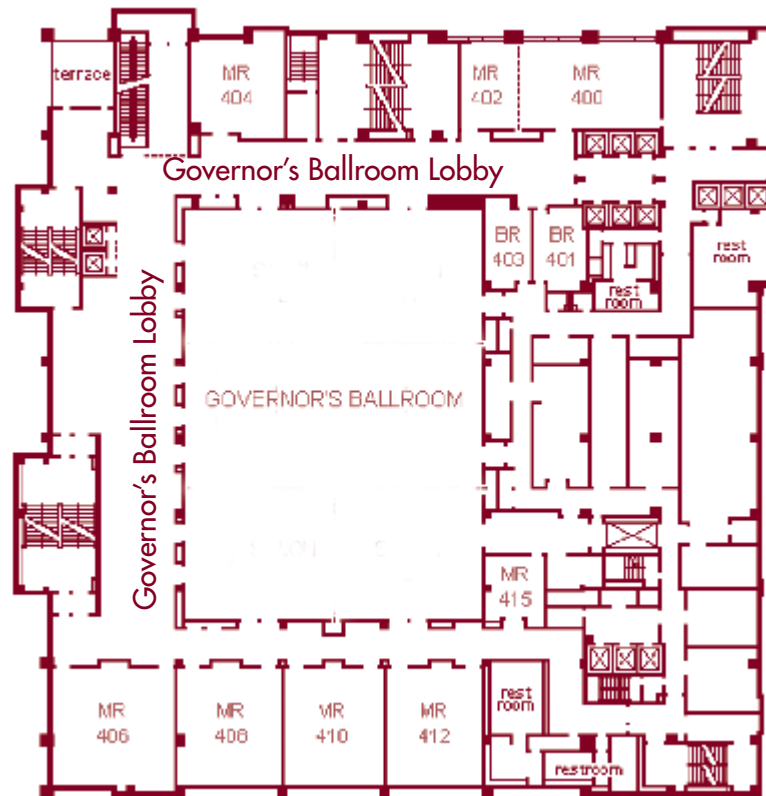 terrace
MR
404
MR
402
MR
400
Governor's Ballroom Lobby
BR
403
BR
401
rest
room
rest
room
Governor's Ballroom Lobby
GOVERNOR'S BALLROOM
MR
415
MR
406
MR
408
MR
410
MR
412
rest
room
restroom